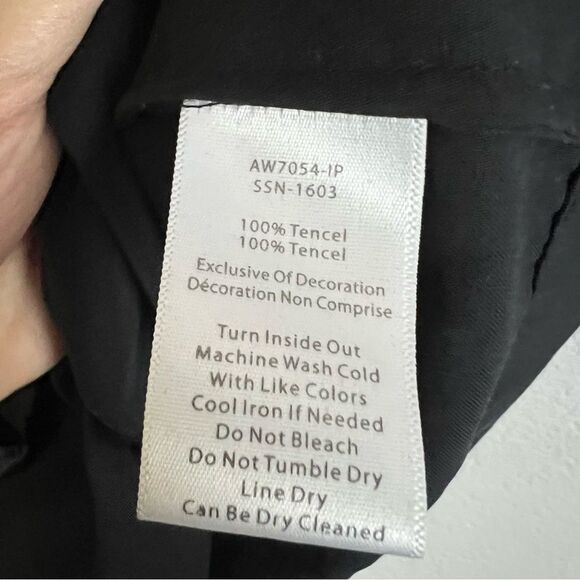 AW7054-IP
SSN-1603
100% Tencel
100% Tencel
Exclusive Of Decoration
Décoration Non Comprise
Turn Inside Out
Machine Wash Cold
With Like Colors
Cool Iron If Needed
Do Not Bleach
Do Not Tumble Dry
Line Dry
Can Be Dry Cleaned